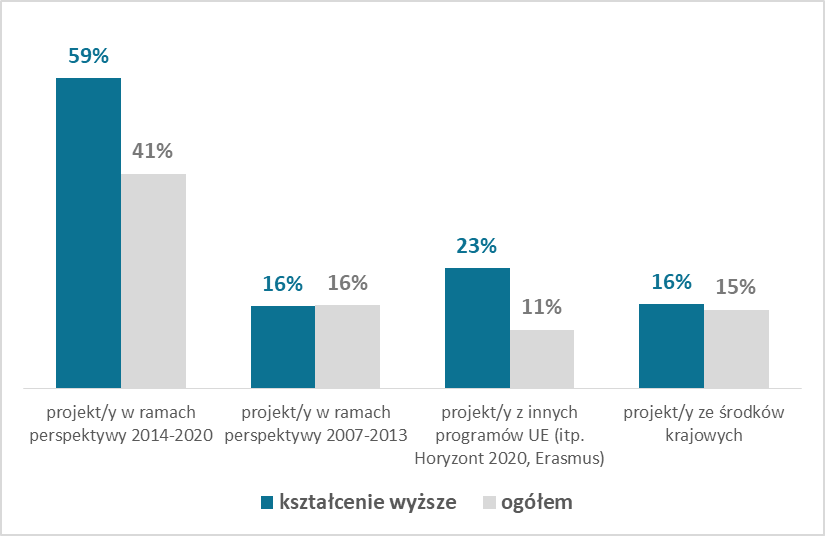 59%
41%
16%
16%
23%
11%
16%
15%
projekt/y w ramach
perspektywy 2014-2020
projekt/y w ramach
perspektywy 2007-2013
projekt/y z innych
programów UE (itp.
Horyzont 2020, Erasmus)
projekt/y ze środków
krajowych
kształcenie wyższe
ogółem